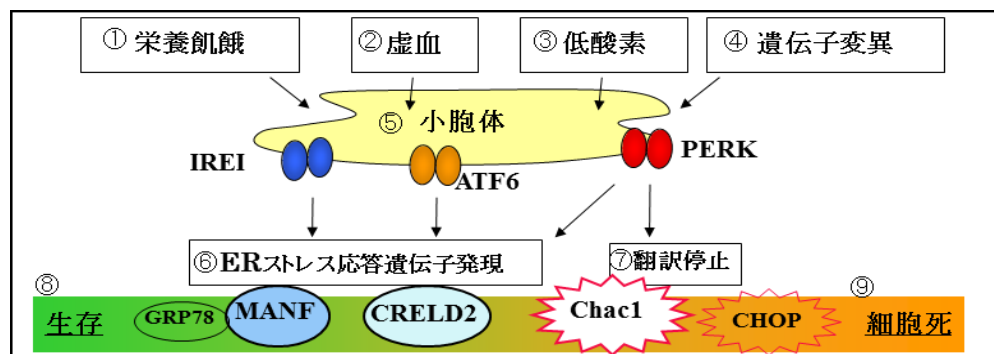 ① 栄養飢餓
② 虚血
③ 低酸素
④ 遺伝子変異
⑤ 小胞体
IREI
ATF6
PERK
⑥ERストレス応答遺伝子発現
⑦翻訳停止
⑧
⑨
生存
GRP78
MANF
CRELD2
Chac1
CHOP
細胞死